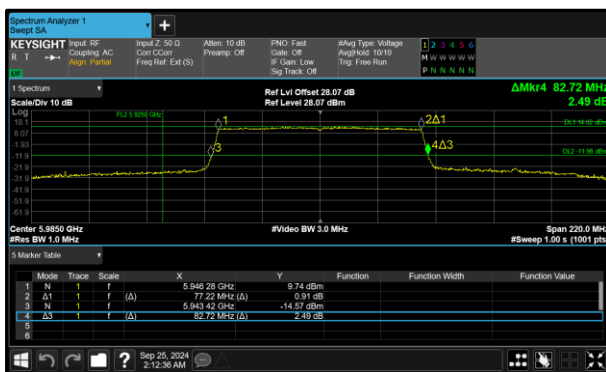 Spectrum Analyzer 1
Swept SA
+
KEYSIGHT Input: RF Input Z: 50 Ω Atten: 10 dB PNO: Fast #Avg Type: Voltage 1 2 3 4 5 6
R T Coupling: AC Corr CCorr Preamp: Off Gate: Off Avg|Hold: 10/10 M W W W W W
Align: Partial Freq Ref: Ext (S) IF Gain: Low Trig: Free Run P N N N N N
Sig Track: Off
1 Spectrum Ref Lvl Offset 28.07 dB ΔMkr4 82.72 MHz
Scale/Div 10 dB Ref Level 28.07 dBm 2.49 dB
Log
18.1 FL2 5.9250 GHz 1 2Δ1 DL1 14.02 dBm
8.07
-1.93 3 4Δ3 DL2 -11.98 dBm
-11.9
-21.9
-31.9
-41.9
-51.9
-61.9
Center 5.9850 GHz #Video BW 3.0 MHz Span 220.0 MHz
#Res BW 1.0 MHz #Sweep 1.00 s (1001 pts)
5 Marker Table
Mode Trace Scale X Y Function Function Width Function Value
1 N 1 f 5.946 28 GHz 9.74 dBm
2 Δ1 1 f (Δ) 77.22 MHz (Δ) 0.91 dB
3 N 1 f 5.943 42 GHz -14.57 dBm
4 Δ3 1 f (Δ) 82.72 MHz (Δ) 2.49 dB
5
6
? Sep 25, 2024
2:12:36 AM